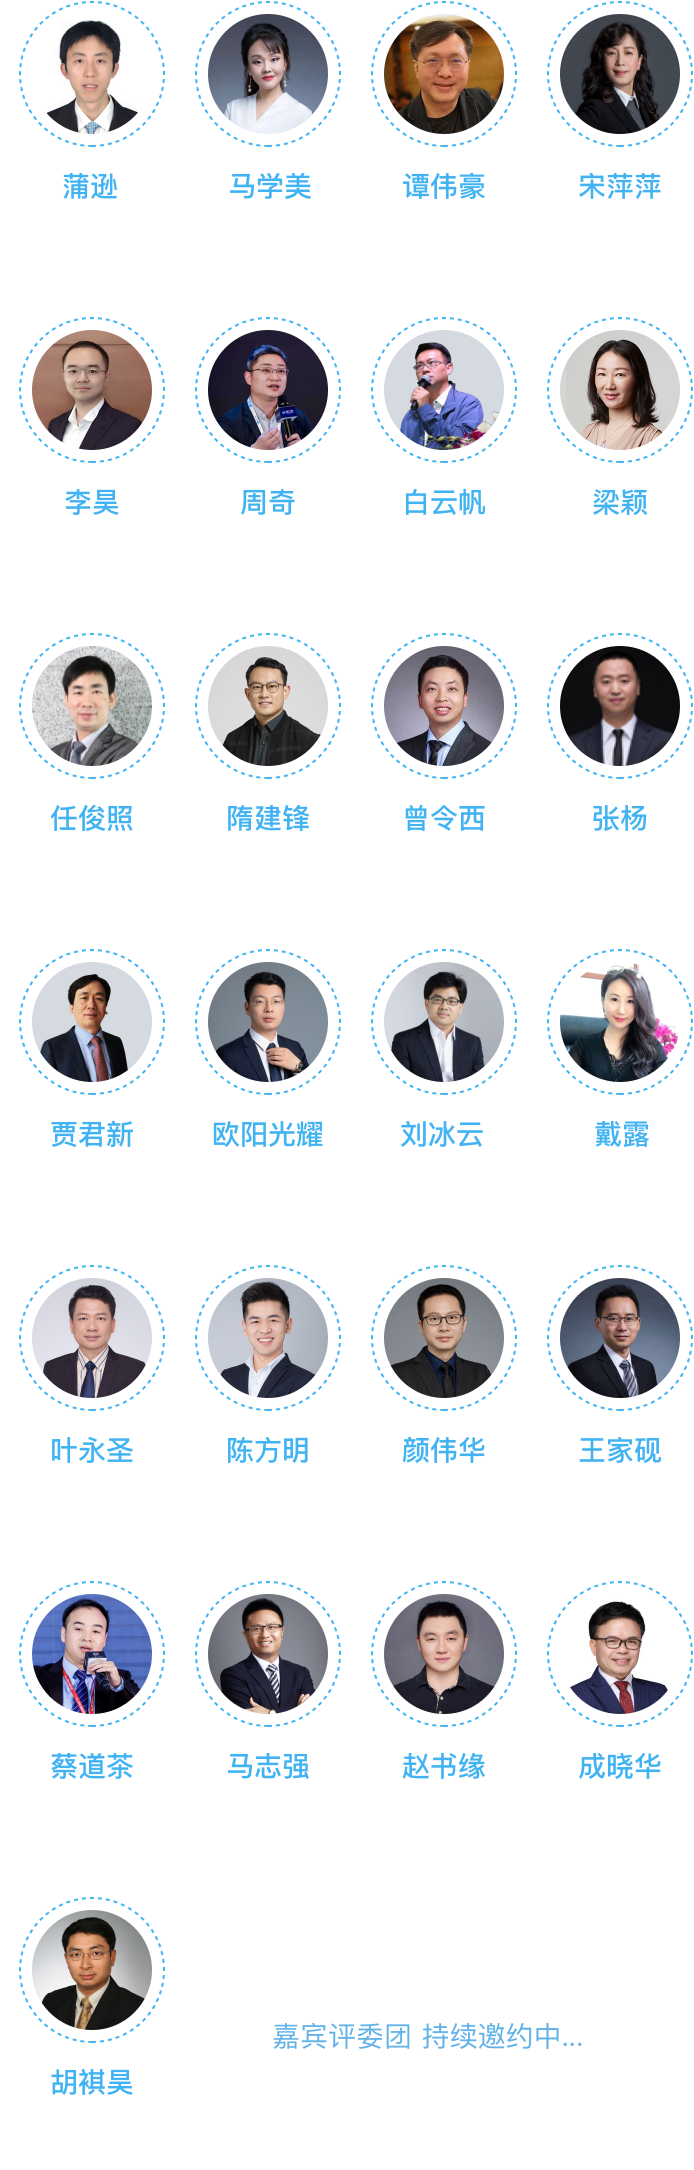 蒲逊
马学美
谭伟豪
宋萍萍
李昊
周奇
白云帆
梁颖
任俊照
隋建锋
曾令西
张杨
贾君新
欧阳光耀
刘冰云
戴露
叶永圣
陈方明
颜伟华
王家砚
蔡道茶
马志强
赵书缘
成晓华
胡祺昊
嘉宾评委团 持续邀约中...